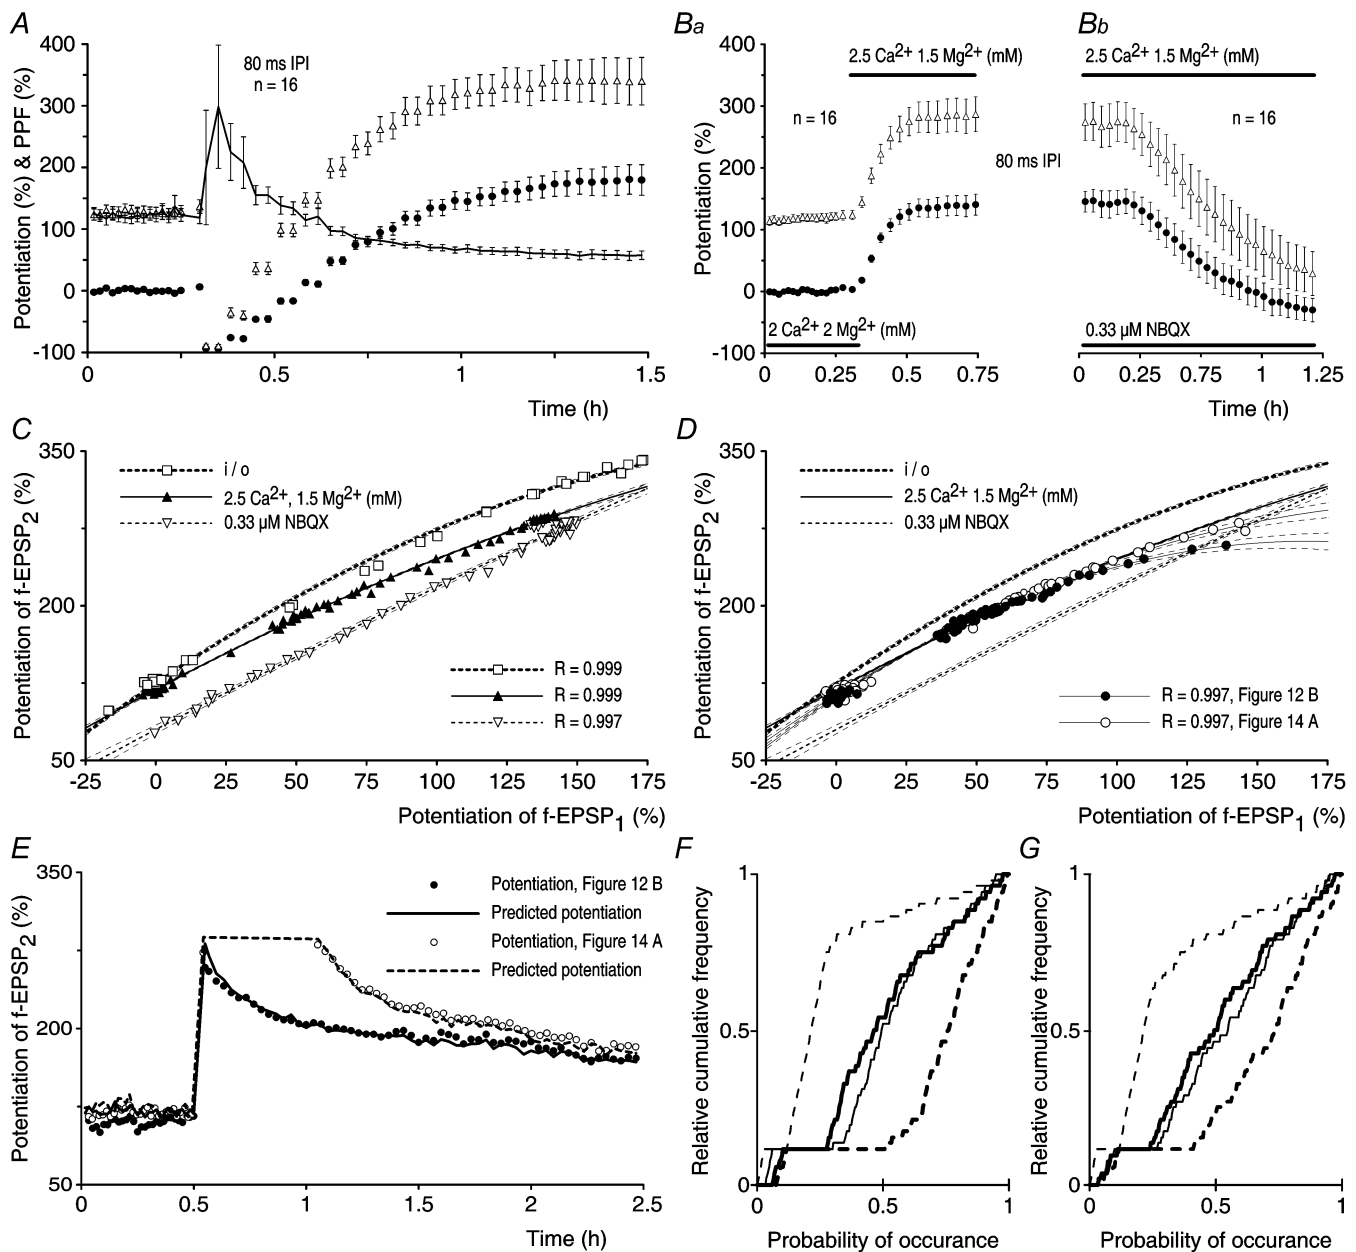 A
Potentiation (%) & PPF (%)
400
300
200
100
0
-100
80 ms IPI
n = 16
0
0.5
1
1.5
Time (h)
Ba
Potentiation (%)
400
300
200
100
0
-100
2.5 Ca2+ 1.5 Mg2+ (mM)
n = 16
80 ms IPI
2 Ca2+ 2 Mg2+ (mM)
0
0.25
0.5
0.75
Bb
2.5 Ca2+ 1.5 Mg2+ (mM)
n = 16
0.33 µM NBQX
0
0.25
0.75
1
1.25
Time (h)
C
Potentiation of f-EPSP2 (%)
350
200
50
i / o
2.5 Ca2+, 1.5 Mg2+ (mM)
0.33 µM NBQX
R = 0.999
R = 0.999
R = 0.997
-25
0
25
50
75
100
125
150
175
Potentiation of f-EPSP1 (%)
D
Potentiation of f-EPSP2 (%)
350
200
50
i / o
2.5 Ca2+ 1.5 Mg2+ (mM)
0.33 µM NBQX
R = 0.997, Figure 12 B
R = 0.997, Figure 14 A
-25
0
25
50
75
100
125
150
175
Potentiation of f-EPSP1 (%)
E
Potentiation of f-EPSP2 (%)
350
200
50
Potentiation, Figure 12 B
Predicted potentiation
Potentiation, Figure 14 A
Predicted potentiation
0
0.5
1
1.5
2
2.5
Time (h)
F
Relative cumulative frequency
1
0.5
0
0
0.5
1
Probability of occurance
G
Relative cumulative frequency
1
0.5
0
0
0.5
1
Probability of occurance